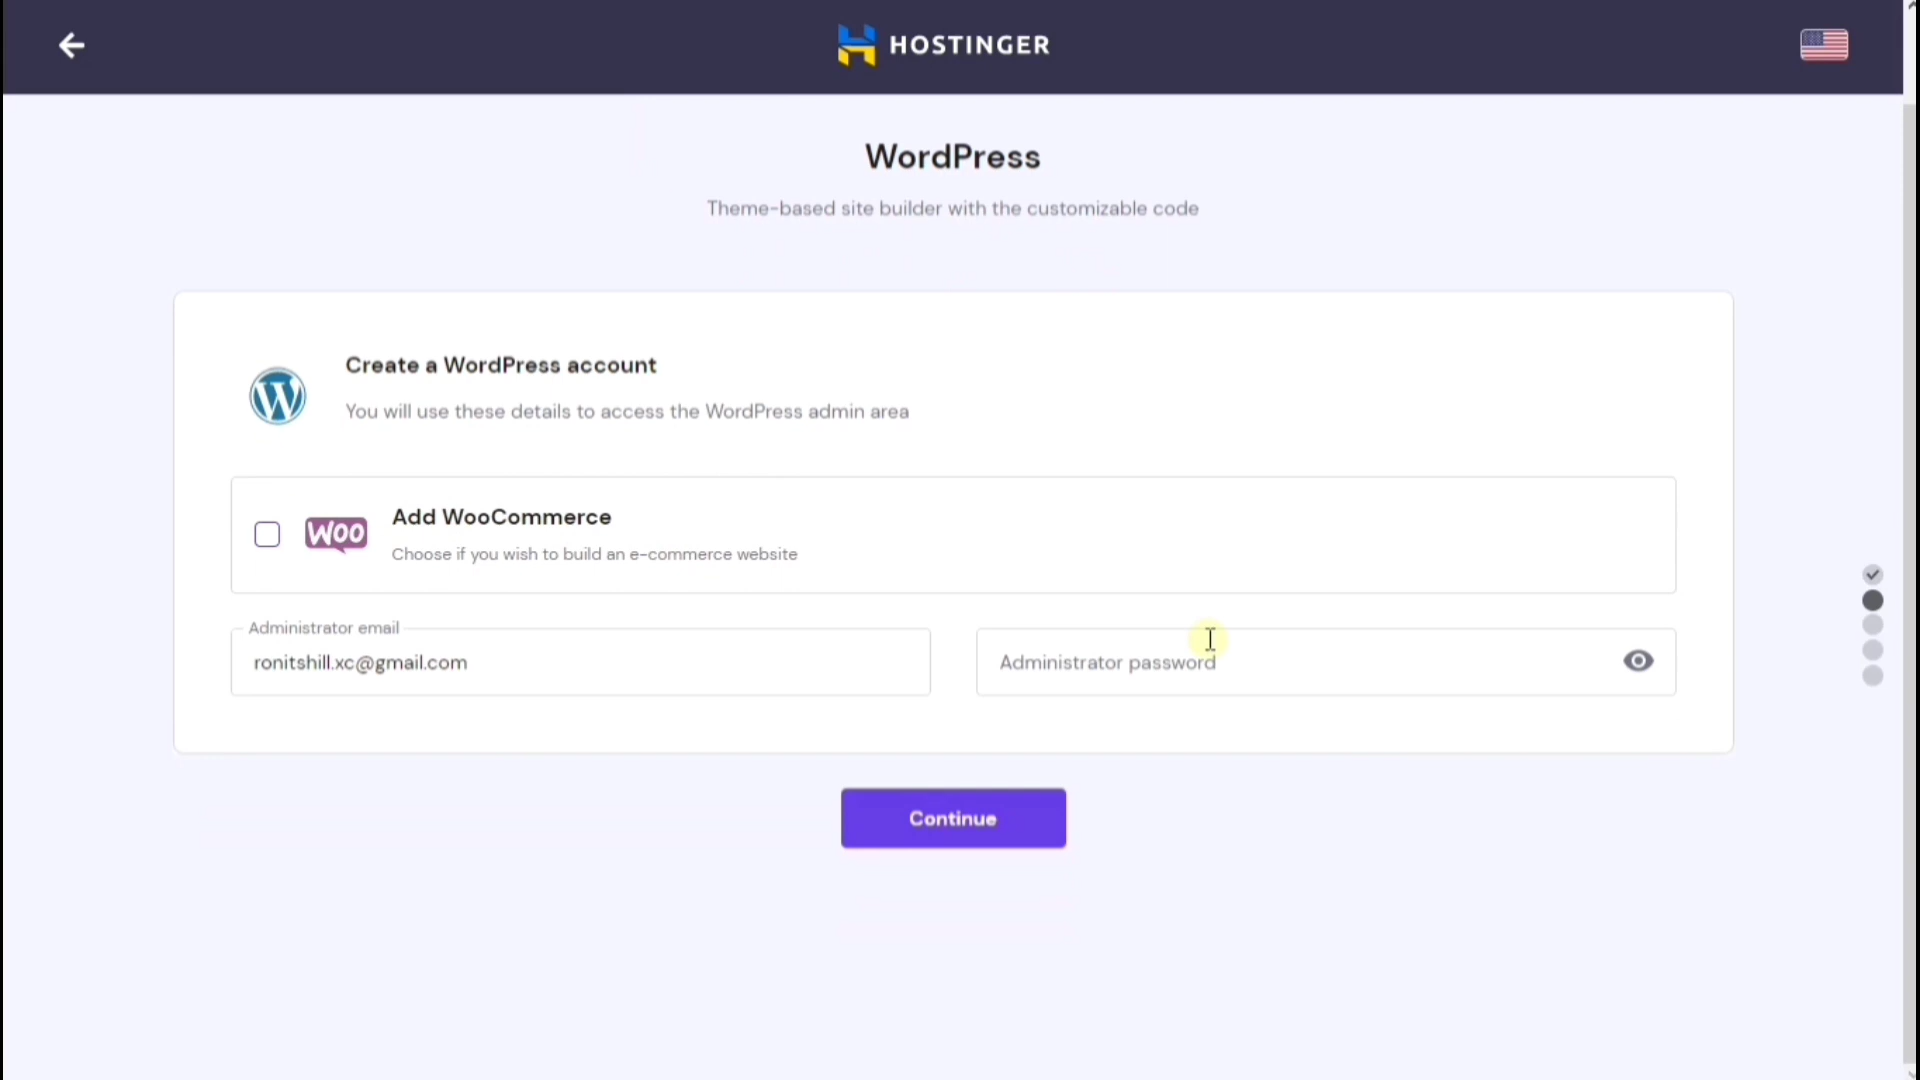 HOSTINGER
WordPress
Theme-based site builder with the customizable code
Create a WordPress account
You will use these details to access the WordPress admin area
WOO
Add WooCommerce
Choose if you wish to build an e-commerce website
Administrator email
ronitshill.xc@gmail.com
Administrator password
Continue